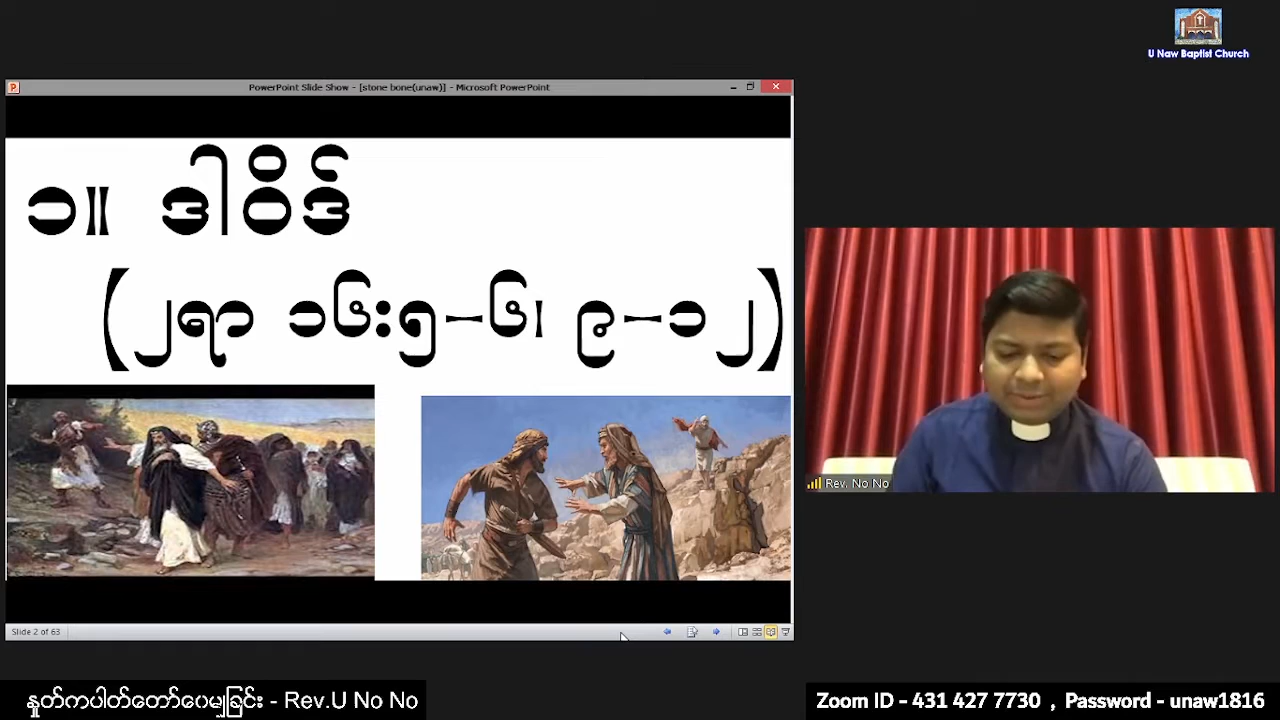 U Naw Baptist Church
PowerPoint Slide Show - [stone bone(unaw)] - Microsoft PowerPoint
၁။ ဒါဝိဒ်
(၂ရာ ၁၆း၅–၆၊ ၉–၁၂)
Rev. No No
Slide 2 of 63
နှုတ်ကပါတ်တော်ဝေမျှခြင်း - Rev.U No No
Zoom ID - 431 427 7730 , Password - unaw1816